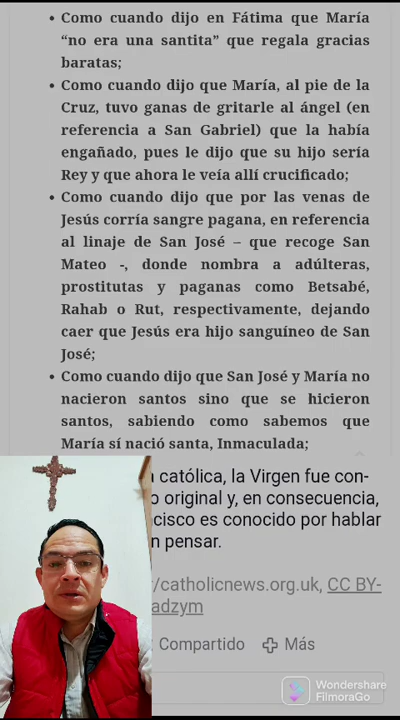 • Como cuando dijo en Fátima que María
“no era una santita” que regala gracias
baratas;
• Como cuando dijo que María, al pie de la
Cruz, tuvo ganas de gritarle al ángel (en
referencia a San Gabriel) que la había
engañado, pues le dijo que su hijo sería
Rey y que ahora le veía allí crucificado;
• Como cuando dijo que por las venas de
Jesús corría sangre pagana, en referencia
al linaje de San José – que recoge San
Mateo -, donde nombra a adúlteras,
prostitutas y paganas como Betsabé,
Rahab o Rut, respectivamente, dejando
caer que Jesús era hijo sanguíneo de San
José;
• Como cuando dijo que San José y María no
nacieron santos sino que se hicieron
santos, sabiendo como sabemos que
María sí nació santa, Inmaculada;
católica, la Virgen fue con-
o original y, en consecuencia,
cisco es conocido por hablar
n pensar.
/catholicnews.org.uk, CC BY-
adzym
Compartido Más
Wondershare
FilmoraGo